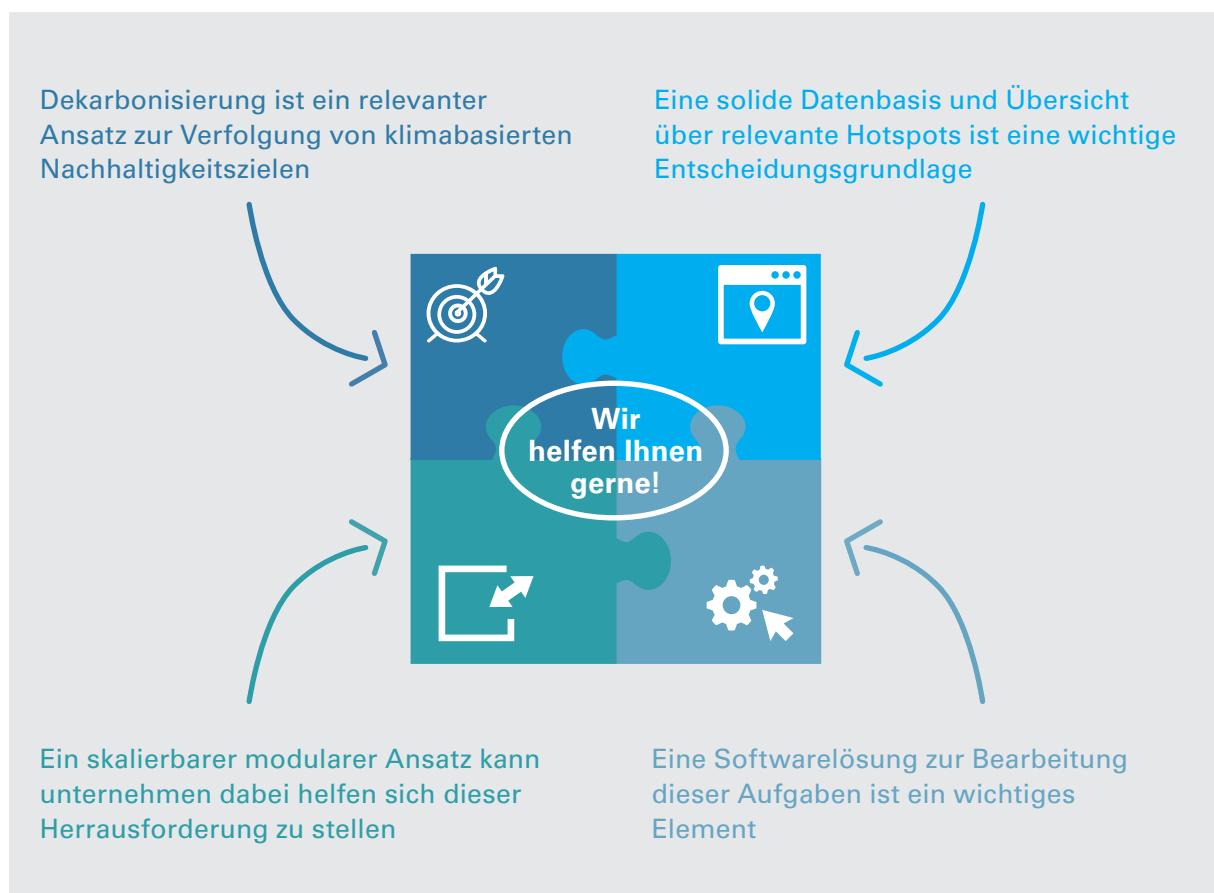 Dekarbonisierung ist ein relevanter
Ansatz zur Verfolgung von klimabasierten
Nachhaltigkeitszielen
Eine solide Datenbasis und Übersicht
über relevante Hotspots ist eine wichtige
Entscheidungsgrundlage
Wir
helfen Ihnen
gerne!
Ein skalierbarer modularer Ansatz kann
unternehmen dabei helfen sich dieser
Herrausforderung zu stellen
Eine Softwarelösung zur Bearbeitung
dieser Aufgaben ist ein wichtiges
Element